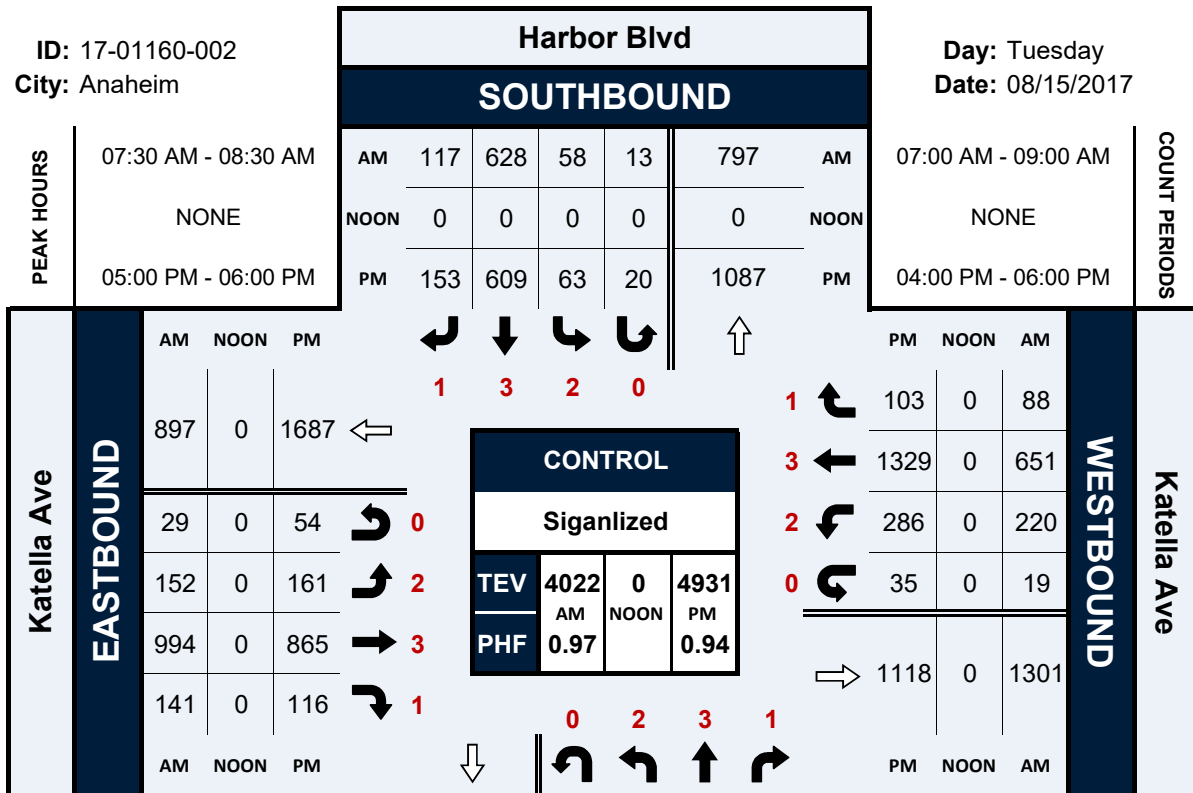 ID: 17-01160-002
City: Anaheim
Harbor Blvd
SOUTHBOUND
Day: Tuesday
Date: 08/15/2017
PEAK HOURS
07:30 AM - 08:30 AM
NONE
05:00 PM - 06:00 PM
AM 117 628 58 13 797 AM
NOON 0 0 0 0 0 NOON
PM 153 609 63 20 1087 PM
07:00 AM - 09:00 AM
NONE
04:00 PM - 06:00 PM
COUNT PERIODS
1 3 2 0
Katella Ave
EASTBOUND
AM NOON PM
897 0 1687
29 0 54 0
152 0 161 2
994 0 865 3
141 0 116 1
AM NOON PM
CONTROL
Siganlized
TEV 4022 0 4931
AM NOON PM
PHF 0.97 0.94
PM NOON AM
1 103 0 88
3 1329 0 651
2 286 0 220
0 35 0 19
1118 0 1301
PM NOON AM
WESTBOUND
Katella Ave
0 2 3 1